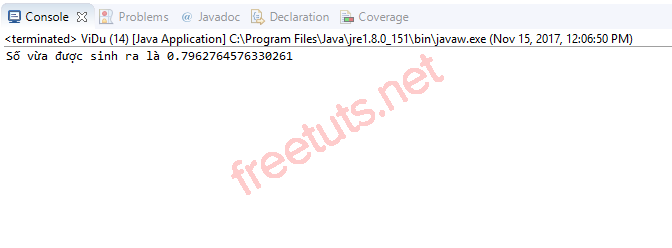 Console Problems @ Javadoc Declaration Coverage
<terminated> ViDu (14) [Java Application] C:\Program Files\Java\jre1.8.0_151\bin\javaw.exe (Nov 15, 2017, 12:06:50 PM)
Số vừa được sinh ra là 0.7962764576330261
freetuts.net